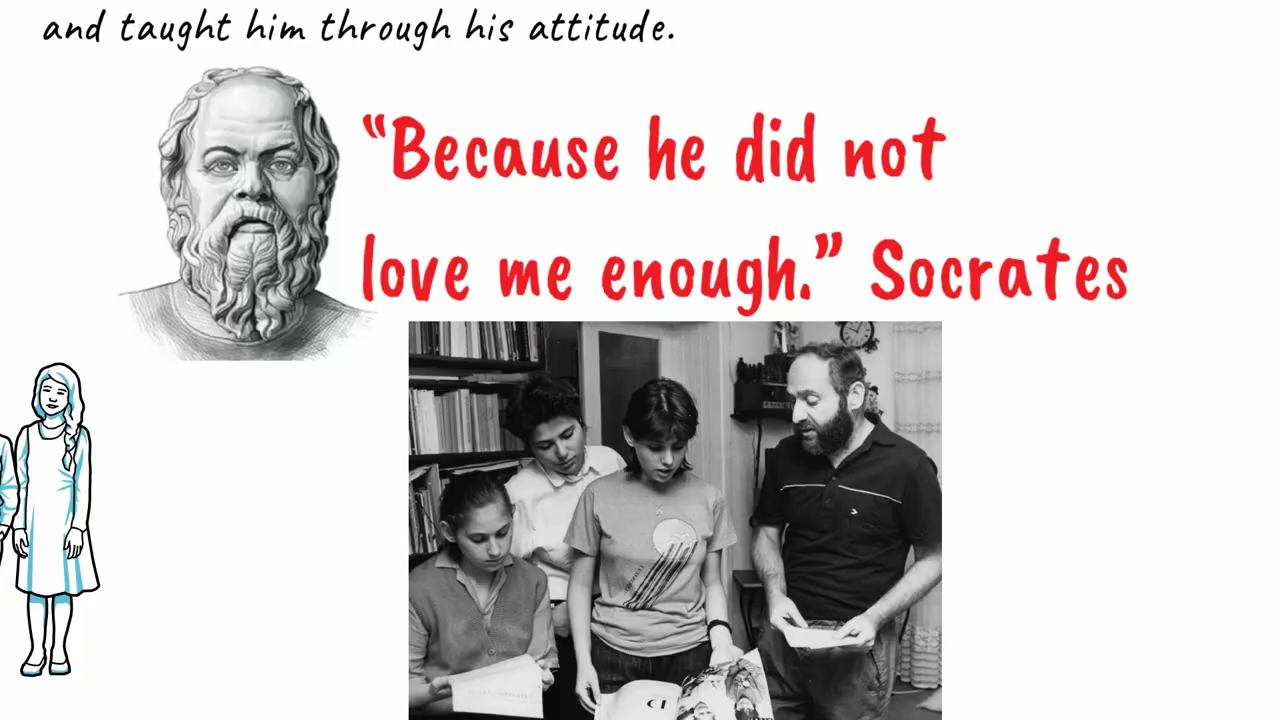 and taught him through his attitude.
“Because he did not
love me enough.” Socrates